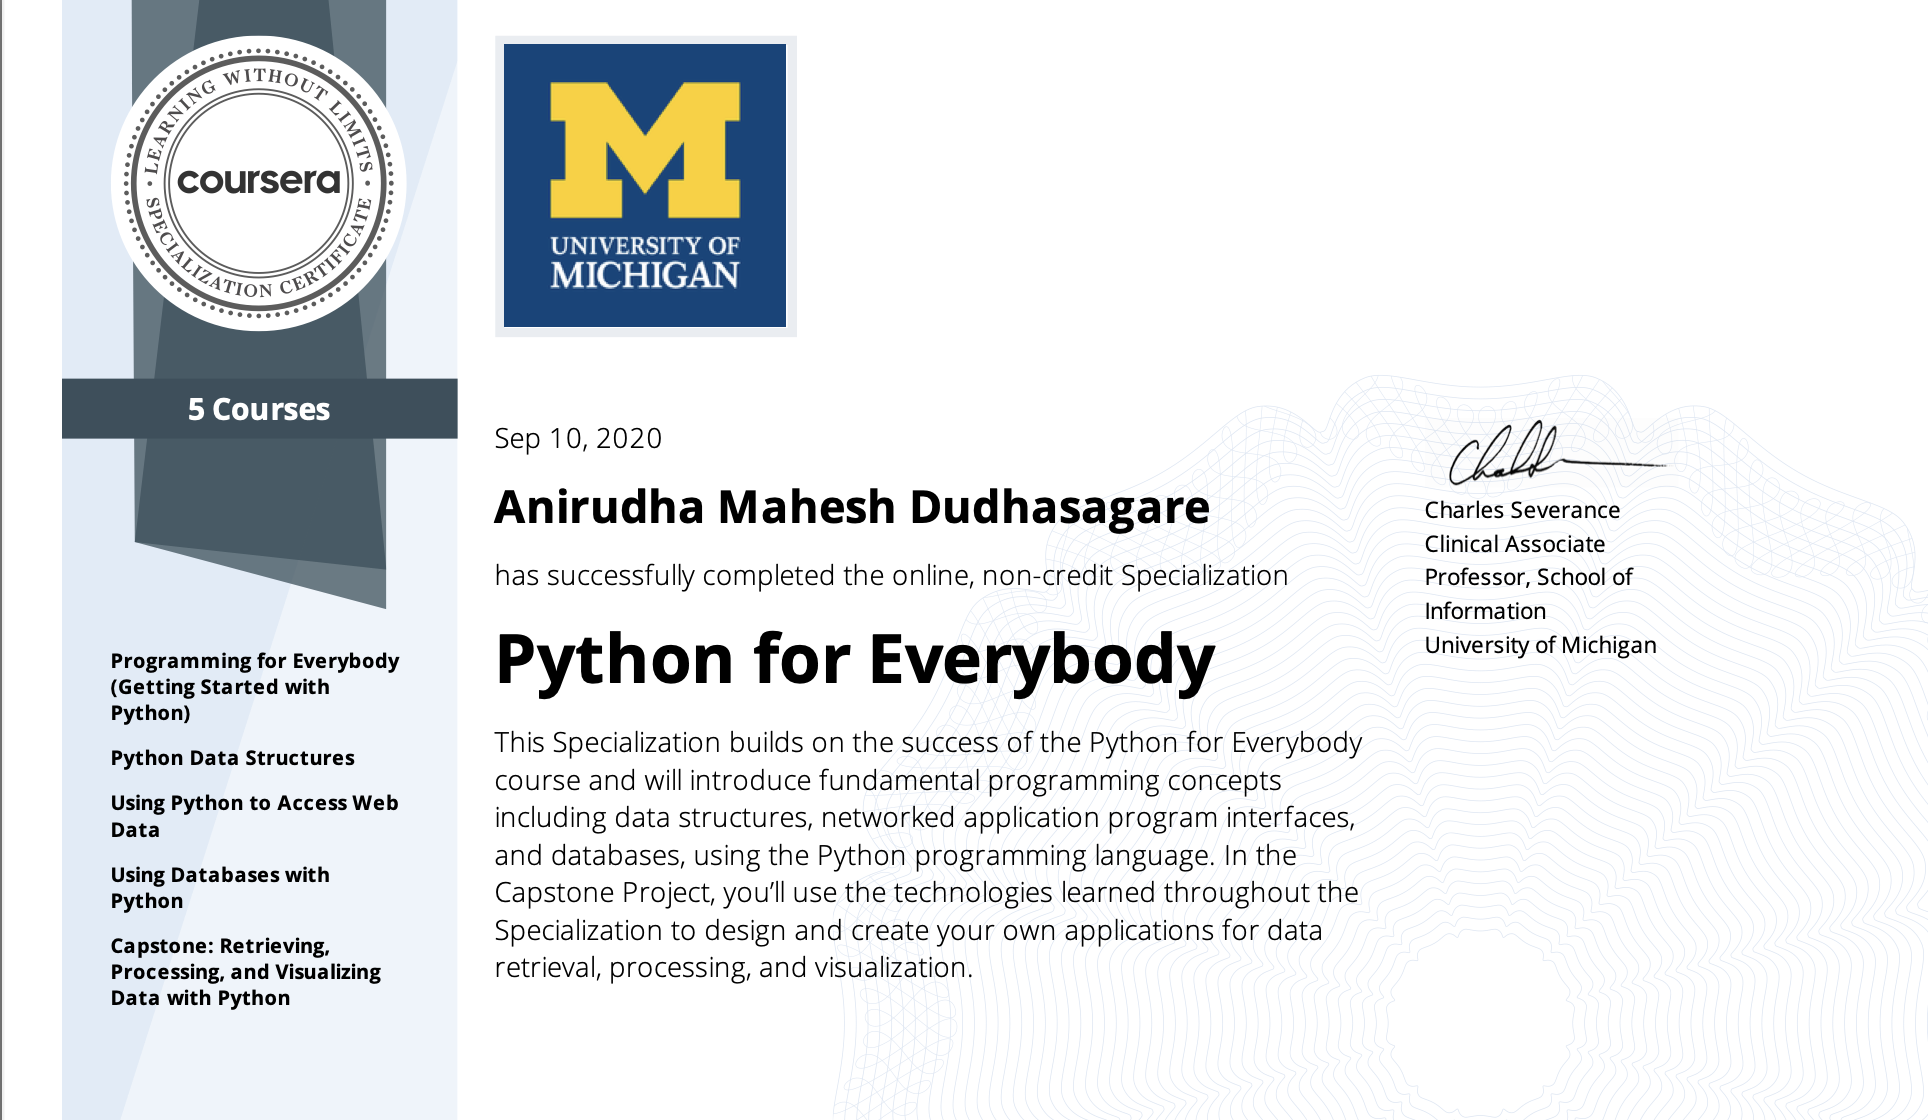 LEARNING WITHOUT LIMITS
coursera
SPECIALIZATION CERTIFICATE
5 Courses
Programming for Everybody
(Getting Started with
Python)
Python Data Structures
Using Python to Access Web
Data
Using Databases with
Python
Capstone: Retrieving,
Processing, and Visualizing
Data with Python
M
UNIVERSITY OF
MICHIGAN
Sep 10, 2020
Anirudha Mahesh Dudhasagare
has successfully completed the online, non-credit Specialization
Python for Everybody
This Specialization builds on the success of the Python for Everybody
course and will introduce fundamental programming concepts
including data structures, networked application program interfaces,
and databases, using the Python programming language. In the
Capstone Project, you’ll use the technologies learned throughout the
Specialization to design and create your own applications for data
retrieval, processing, and visualization.
Charles Severance
Clinical Associate
Professor, School of
Information
University of Michigan